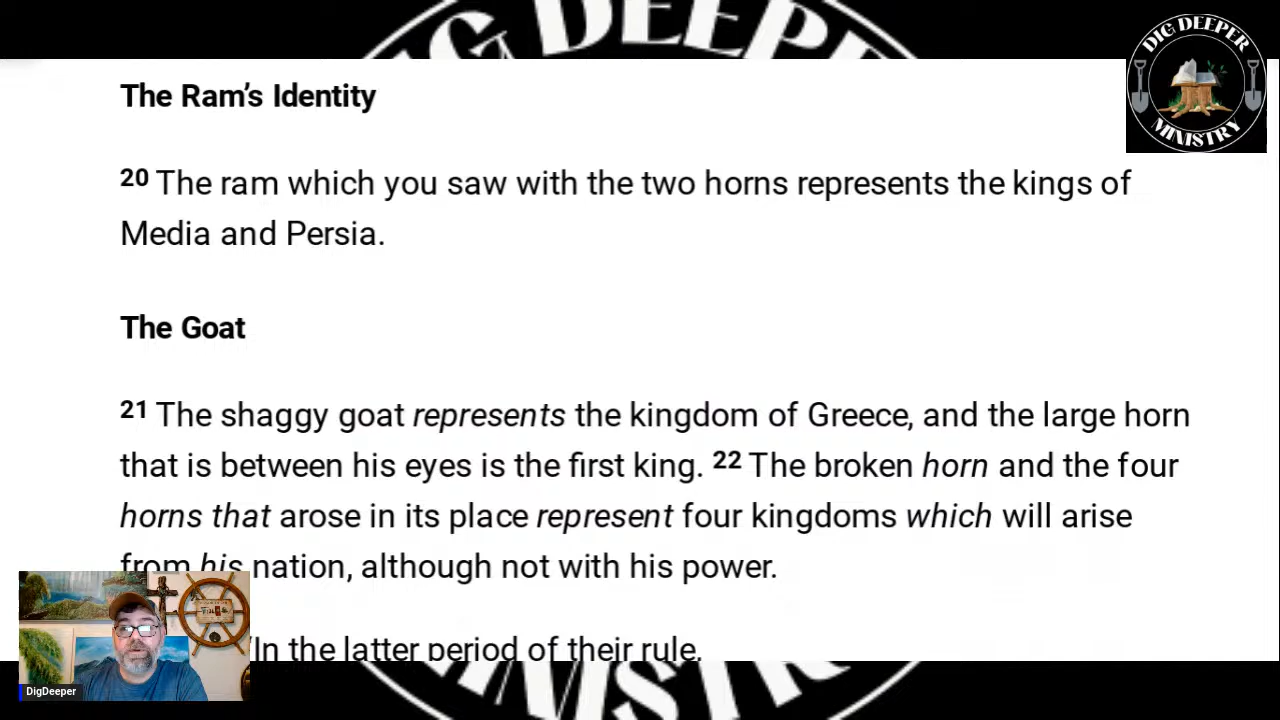 DIG DEEPER
MINISTRY
DIG DEEPER
MINISTRY
The Ram’s Identity
20 The ram which you saw with the two horns represents the kings of
Media and Persia.
The Goat
21 The shaggy goat represents the kingdom of Greece, and the large horn
that is between his eyes is the first king. 22 The broken horn and the four
horns that arose in its place represent four kingdoms which will arise
from his nation, although not with his power.
“In the latter period of their rule,
DigDeeper